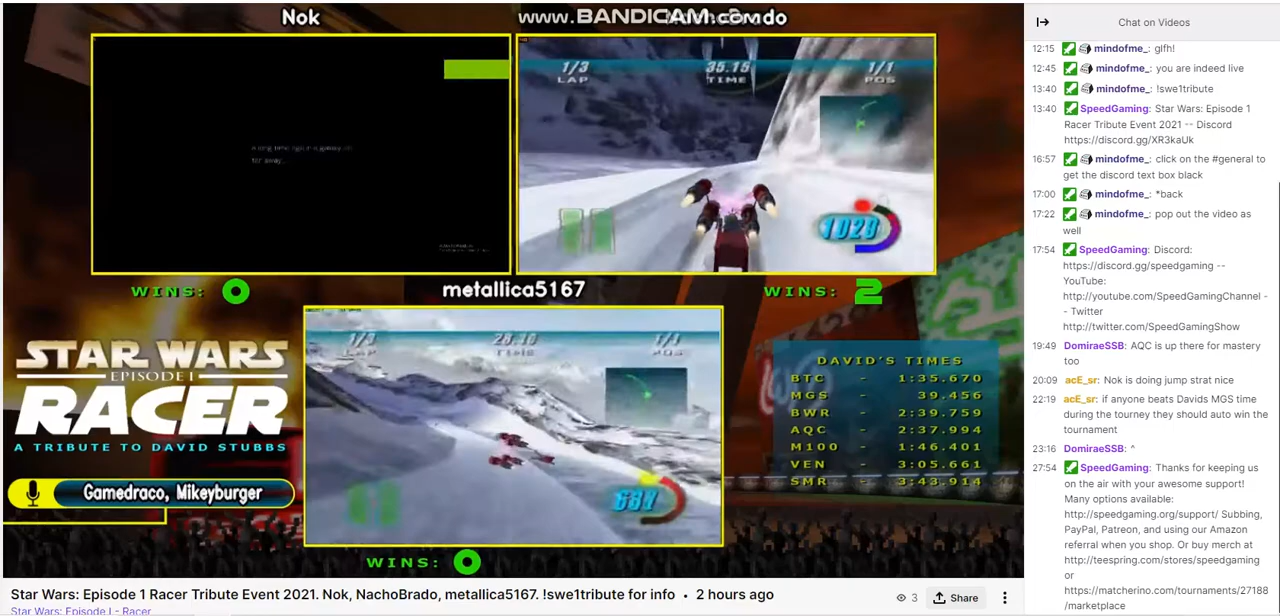 Nok
www.BANDICAM.com
1/3
LAP
35.15
TIME
1/1
POS
1028
WINS: 0
WINS: 2
metallica5167
1/3
LAP
TIME
1/1
POS
WINS: 0
STAR WARS
EPISODE I
RACER
A TRIBUTE TO DAVID STUBBS
Gamedraco, Mikeyburger
DAVID'S TIMES
BTC - 1:35.670
MGS - 39.456
BWR - 2:39.759
AQC - 2:37.994
M100 - 1:46.401
VEN - 3:05.661
SMR - 3:43.914
Star Wars: Episode 1 Racer Tribute Event 2021. Nok, NachoBrado, metallica5167. !swe1tribute for info • 2 hours ago
Star Wars: Episode I - Racer
3
Share
Chat on Videos
12:15 mindofme_: glfh!
12:45 mindofme_: you are indeed live
13:40 mindofme_: !swe1tribute
13:40 SpeedGaming: Star Wars: Episode 1
Racer Tribute Event 2021 -- Discord
https://discord.gg/XR3kaUk
16:57 mindofme_: click on the #general to
get the discord text box black
17:00 mindofme_: *back
17:22 mindofme_: pop out the video as
well
17:54 SpeedGaming: Discord:
https://discord.gg/speedgaming --
YouTube:
http://youtube.com/SpeedGamingChannel -
- Twitter
http://twitter.com/SpeedGamingShow
19:49 DomiraeSSB: AQC is up there for mastery
too
20:09 acE_sr: Nok is doing jump strat nice
22:19 acE_sr: if anyone beats Davids MGS time
during the tourney they should auto win the
tournament
23:16 DomiraeSSB: ^
27:54 SpeedGaming: Thanks for keeping us
on the air with your awesome support!
Many options available:
http://speedgaming.org/support/ Subbing,
PayPal, Patreon, and using our Amazon
referral when you shop. Or buy merch at
http://teespring.com/stores/speedgaming
or
https://matcherino.com/tournaments/27188
/marketplace